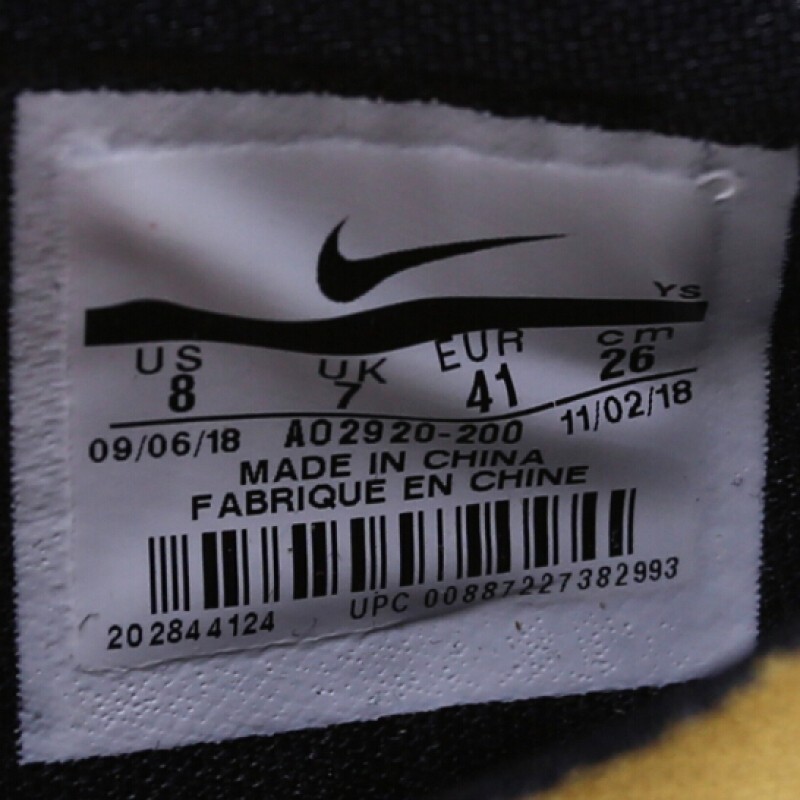 YS
US UK EUR cm
8 7 41 26
09/06/18 AO2920-200 11/02/18
MADE IN CHINA
FABRIQUE EN CHINE
202844124 UPC 00887227382993